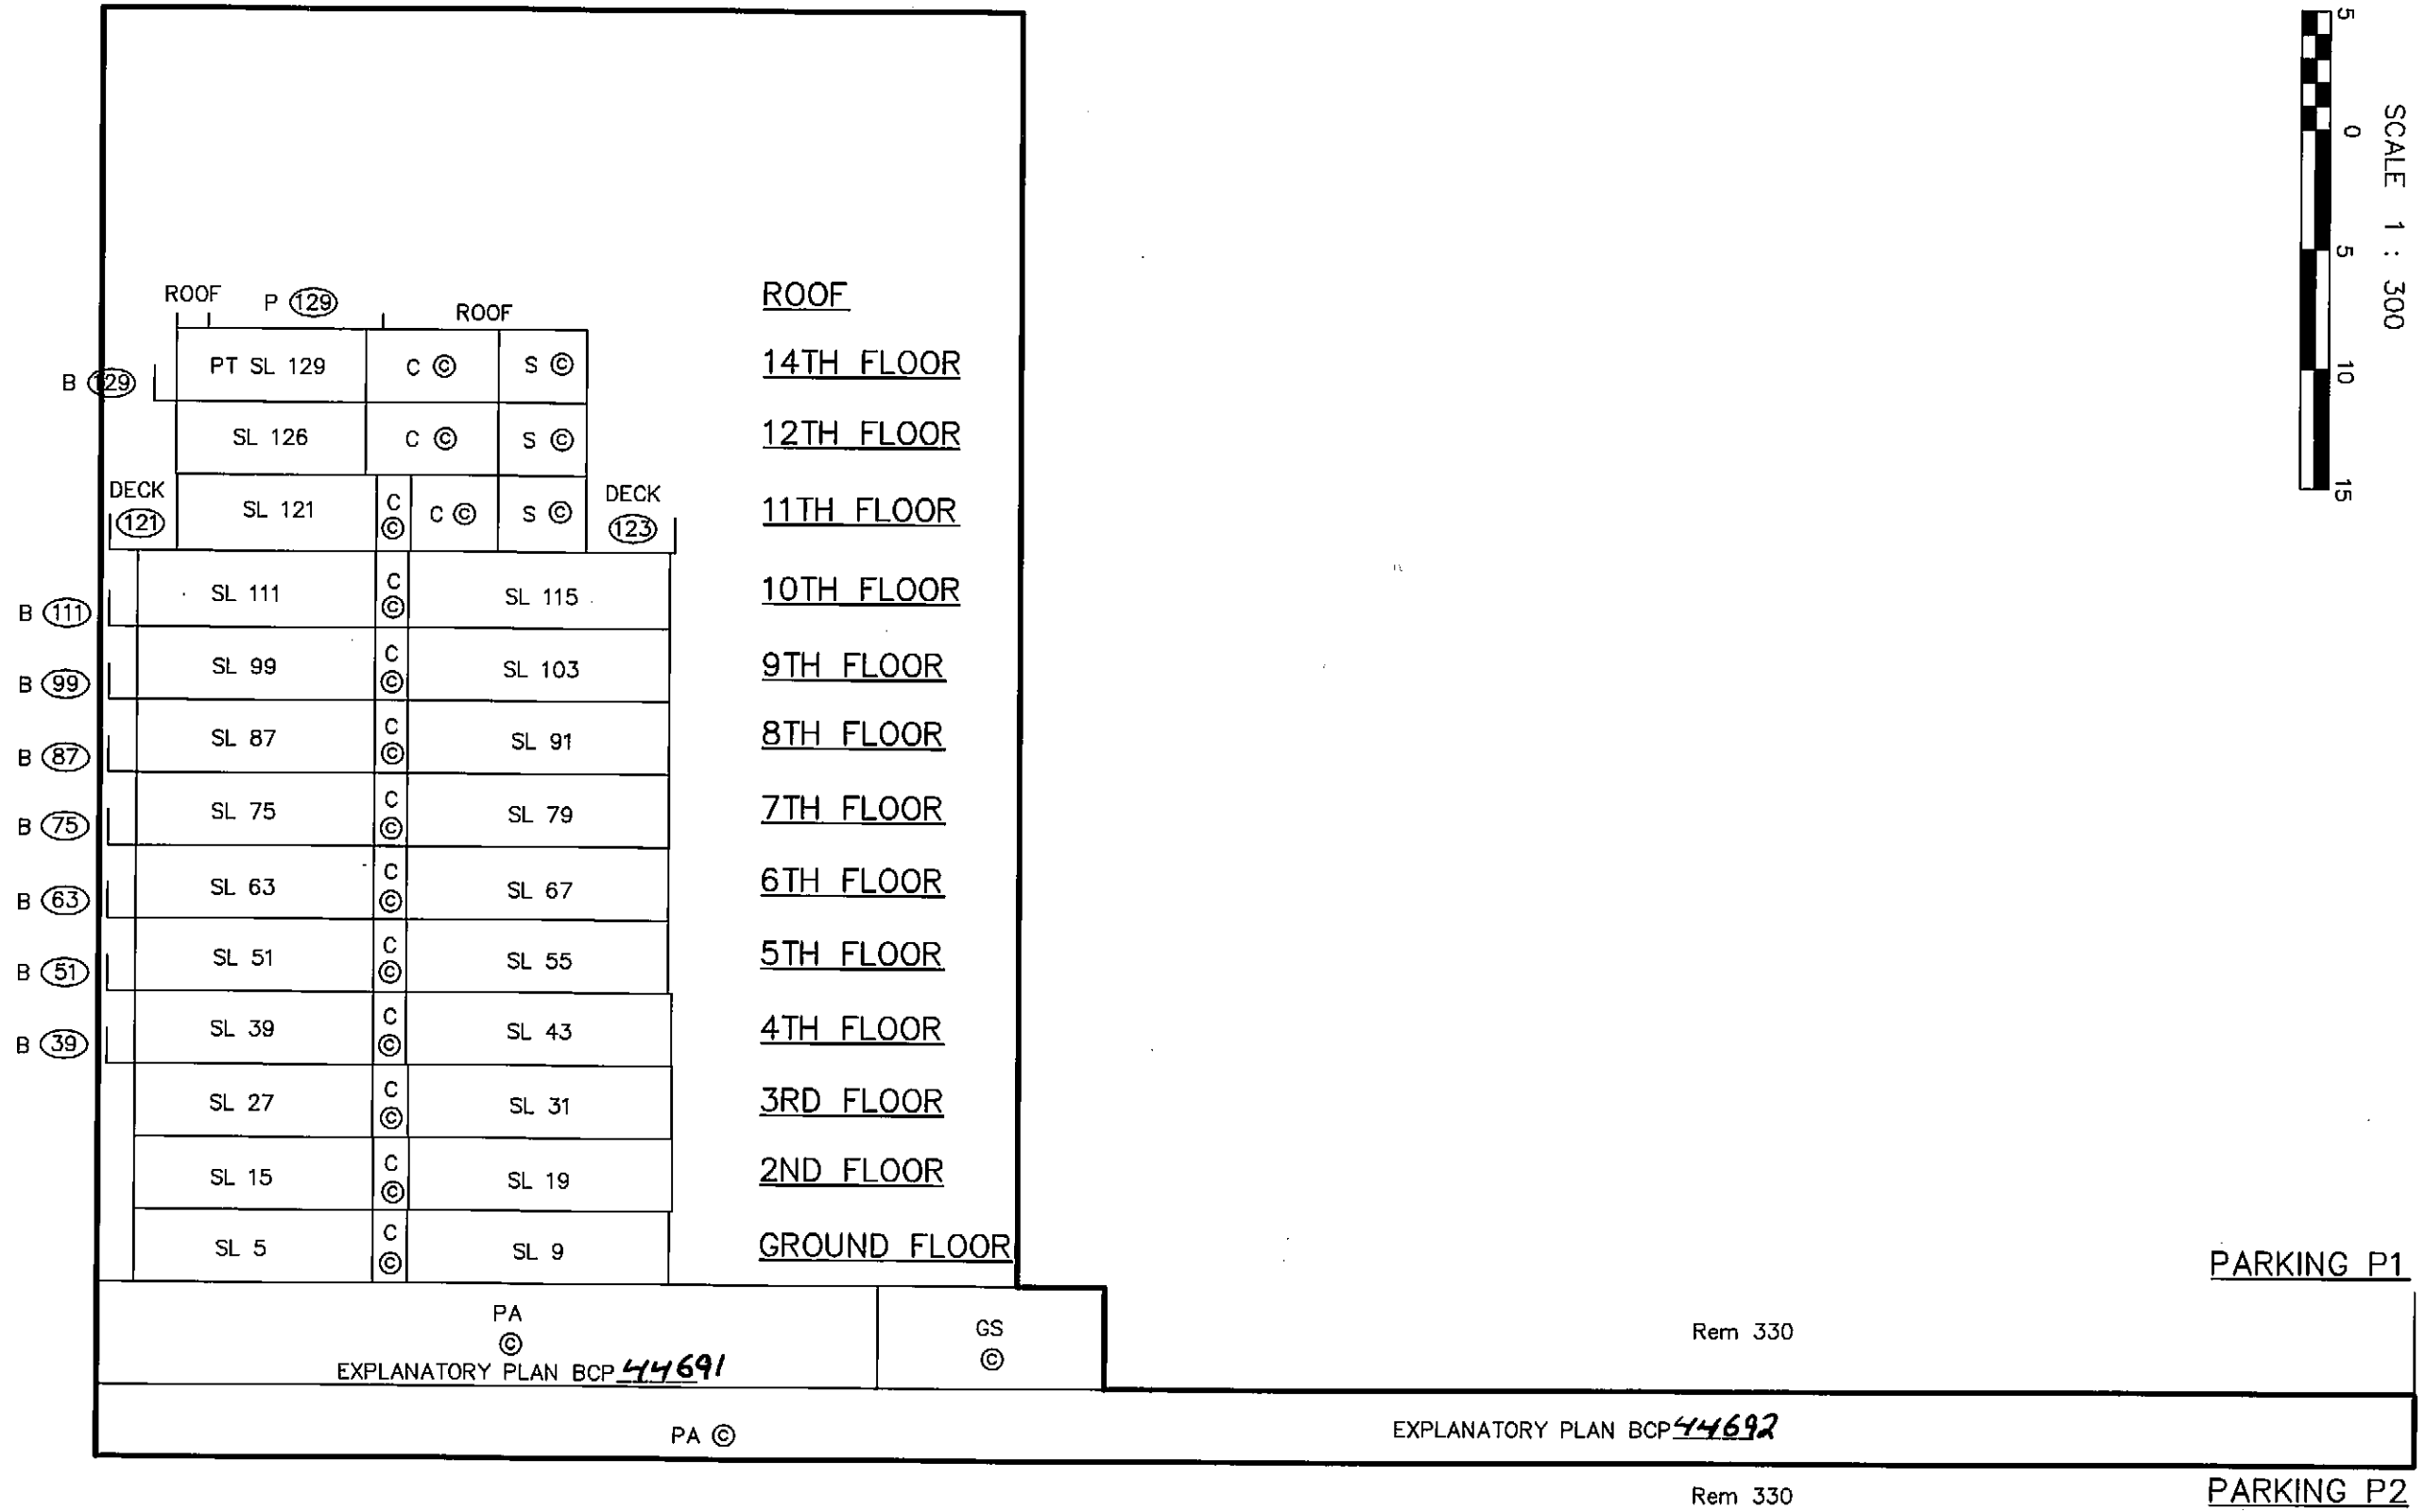 5
0
5
10
15
SCALE 1 : 300
ROOF P 129 ROOF
ROOF
B 129 PT SL 129 C © S ©
14TH FLOOR
SL 126 C © S ©
12TH FLOOR
DECK 121 SL 121 C © C © S © DECK 123
11TH FLOOR
B 111 SL 111 C © SL 115
10TH FLOOR
B 99 SL 99 C © SL 103
9TH FLOOR
B 87 SL 87 C © SL 91
8TH FLOOR
B 75 SL 75 C © SL 79
7TH FLOOR
B 63 SL 63 C © SL 67
6TH FLOOR
B 51 SL 51 C © SL 55
5TH FLOOR
B 39 SL 39 C © SL 43
4TH FLOOR
SL 27 C © SL 31
3RD FLOOR
SL 15 C © SL 19
2ND FLOOR
SL 5 C © SL 9
GROUND FLOOR
PARKING P1
PA
©
EXPLANATORY PLAN BCP 44691
GS
©
Rem 330
PA ©
EXPLANATORY PLAN BCP 44692
Rem 330
PARKING P2